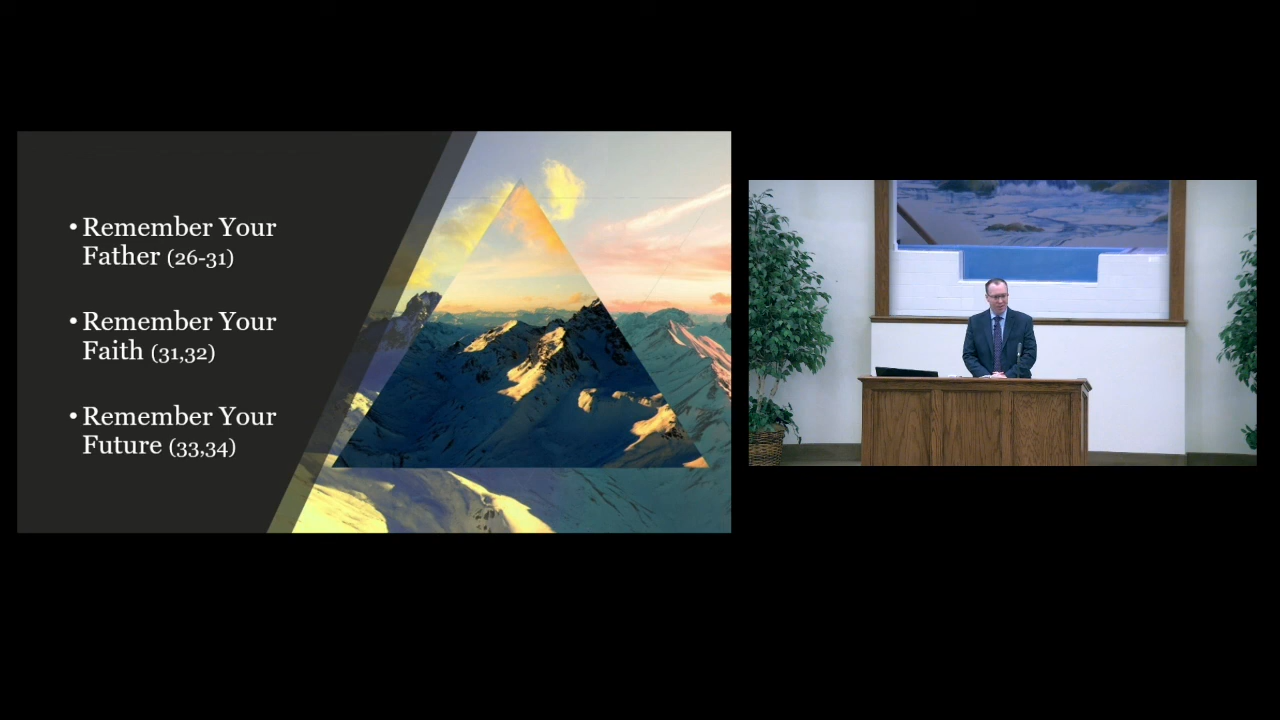 • Remember Your
Father (26-31)
• Remember Your
Faith (31,32)
• Remember Your
Future (33,34)